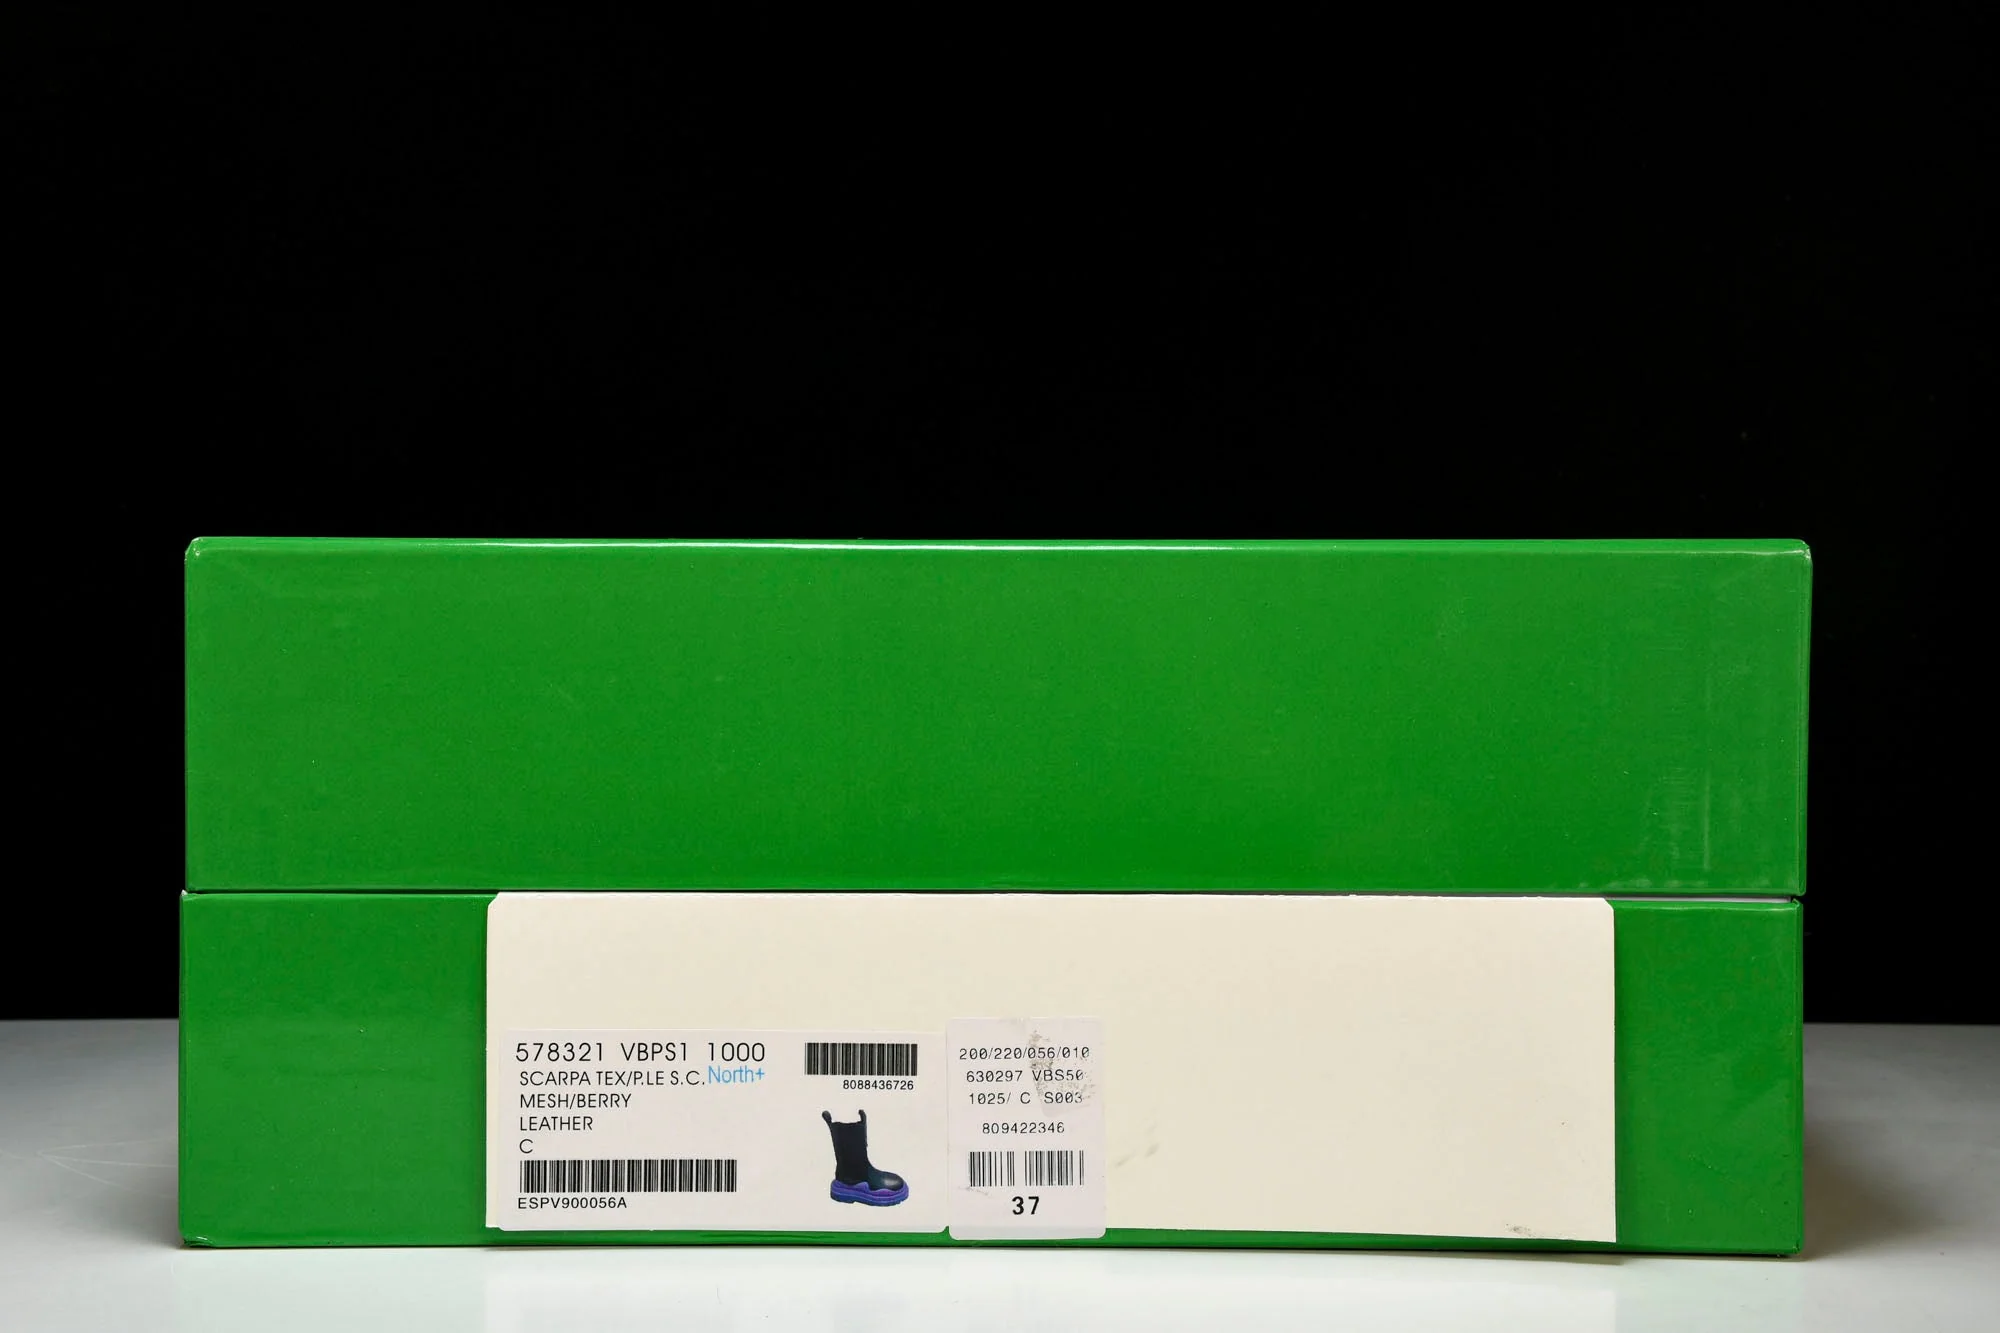 578321 VBPS1 1000
SCARPA TEX/P.LE S.C. North+
MESH/BERRY
LEATHER
C
ESPV900056A
8088436726
200/220/056/010
630297 VBS50
1025/ C S003
809422346
37